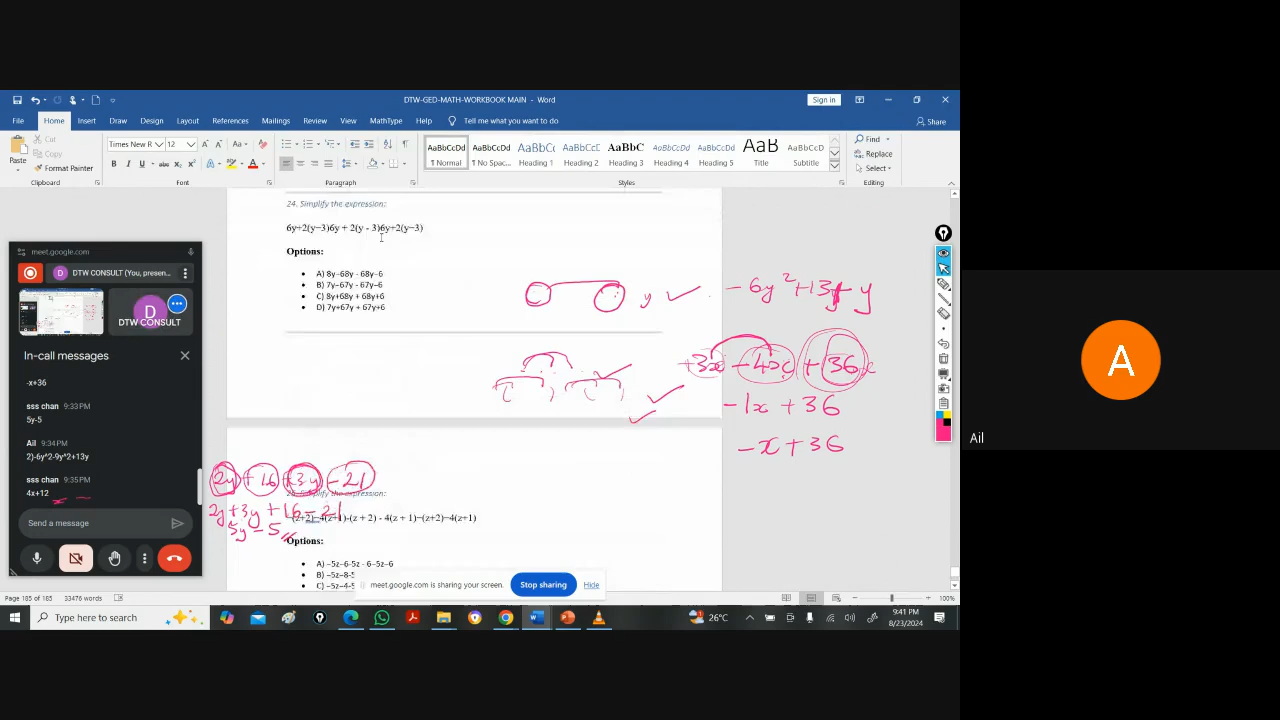 DTW-GED-MATH-WORKBOOK MAIN - Word
Sign in
File Home Insert Draw Design Layout References Mailings Review View MathType Help Tell me what you want to do
Share
Paste
Cut
Copy
Format Painter
Clipboard
Times New R 12
Font
Paragraph
AaBbCcDd AaBbCcDd AaBbCc AaBbCcD AaBbC AaBbCcD AaBbCcD AaB AaBbCcD
¶ Normal ¶ No Spac... Heading 1 Heading 2 Heading 3 Heading 4 Heading 5 Title Subtitle
Styles
Find
Replace
Select
Editing
24. Simplify the expression:
6y+2(y−3)6y + 2(y - 3)6y+2(y−3)
Options:
A) 8y−68y - 68y−6
B) 7y−67y - 67y−6
C) 8y+68y + 68y+6
D) 7y+67y + 67y+6
y
- 6y² + 13y - y
+3x - 4x + 36
- 1x + 36
- x + 36
2y + 16 + 3y - 21
2y + 3y + 16 - 21
5y - 5
Simplify the expression:
(z+2)−4(z+1)-(z + 2) - 4(z + 1)−(z+2)−4(z+1)
Options:
A) −5z−6-5z - 6−5z−6
B) −5z−8-5
C) −5z−4-5
meet.google.com
DTW CONSULT (You, presen...
DTW CONSULT
In-call messages
-x+36
sss chan 9:33 PM
5y-5
Ail 9:34 PM
2)-6y^2-9y^2+13y
sss chan 9:35 PM
4x+12
Send a message
meet.google.com is sharing your screen.
Stop sharing
Hide
Page 185 of 185 33476 words
100%
Type here to search
26°C
9:41 PM
8/23/2024
A
Ail